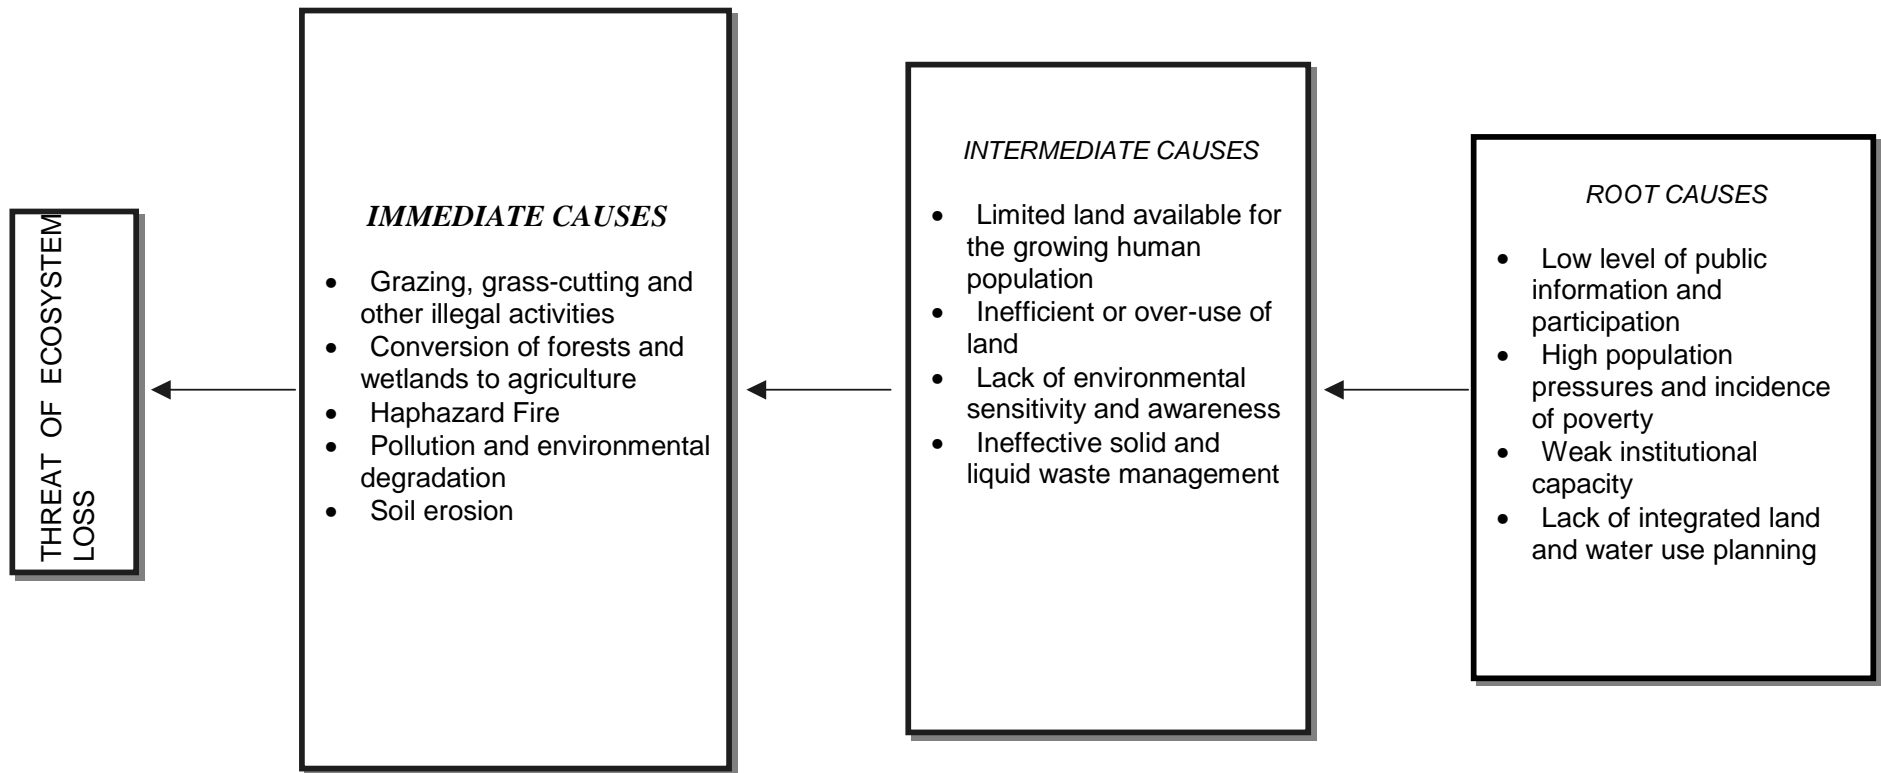 THREAT OF ECOSYSTEM
LOSS
IMMEDIATE CAUSES
• Grazing, grass-cutting and
other illegal activities
• Conversion of forests and
wetlands to agriculture
• Haphazard Fire
• Pollution and environmental
degradation
• Soil erosion
INTERMEDIATE CAUSES
• Limited land available for
the growing human
population
• Inefficient or over-use of
land
• Lack of environmental
sensitivity and awareness
• Ineffective solid and
liquid waste management
ROOT CAUSES
• Low level of public
information and
participation
• High population
pressures and incidence
of poverty
• Weak institutional
capacity
• Lack of integrated land
and water use planning